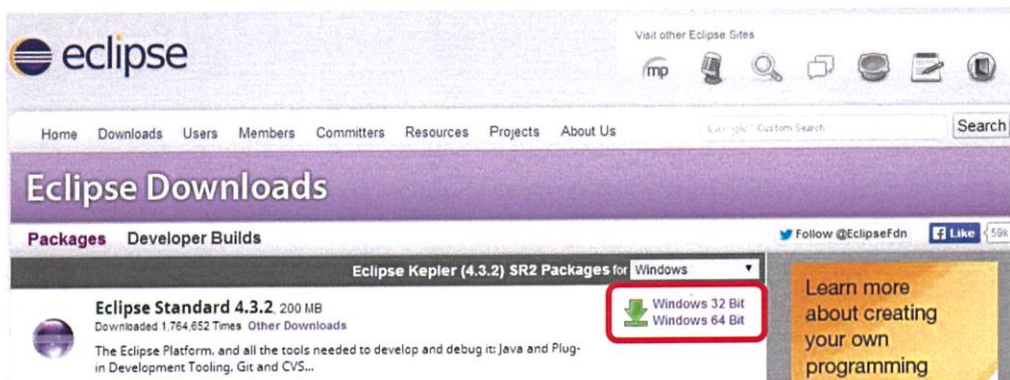 eclipse
Visit other Eclipse Sites
mp
Home Downloads Users Members Committers Resources Projects About Us
Google™ Custom Search
Search
Eclipse Downloads
Packages Developer Builds
Follow @EclipseFdn
f Like
59k
Eclipse Kepler (4.3.2) SR2 Packages for Windows
Eclipse Standard 4.3.2, 200 MB
Windows 32 Bit
Downloaded 1,764,652 Times Other Downloads
Windows 64 Bit
The Eclipse Platform, and all the tools needed to develop and debug it: Java and Plug-
in Development Tooling, Git and CVS...
Learn more
about creating
your own
programming